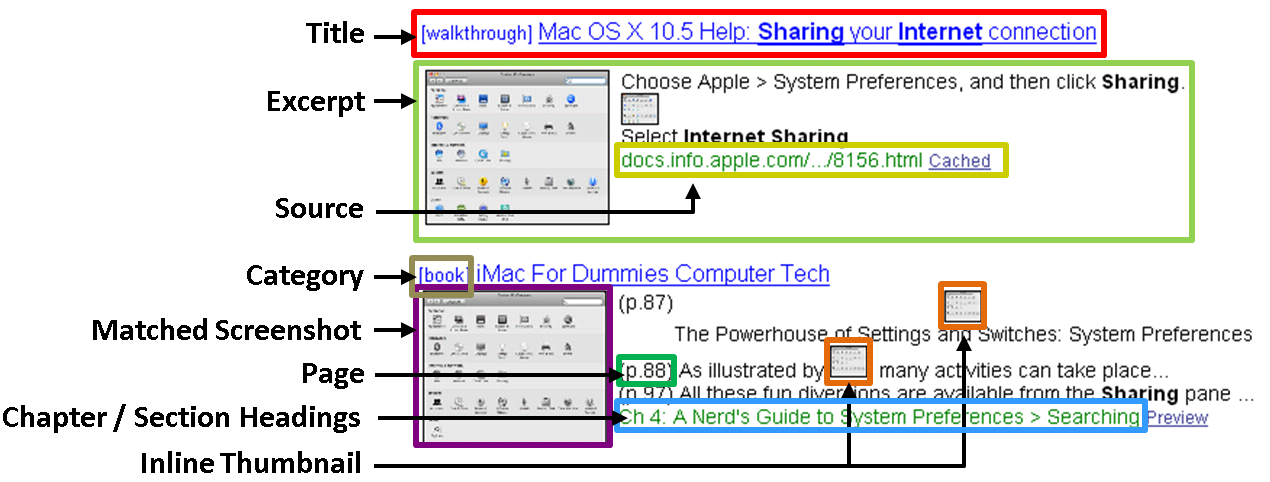 Title
[walkthrough] Mac OS X 10.5 Help: Sharing your Internet connection
Excerpt
Choose Apple > System Preferences, and then click Sharing.
Select Internet Sharing
docs.info.apple.com/.../8156.html Cached
Source
Category
[book] iMac For Dummies Computer Tech
Matched Screenshot
(p.87)
The Powerhouse of Settings and Switches: System Preferences
Page
(p.88) As illustrated by many activities can take place...
(p.97) All these fun diversions are available from the Sharing pane ...
Chapter / Section Headings
Ch 4: A Nerd's Guide to System Preferences > Searching Preview
Inline Thumbnail